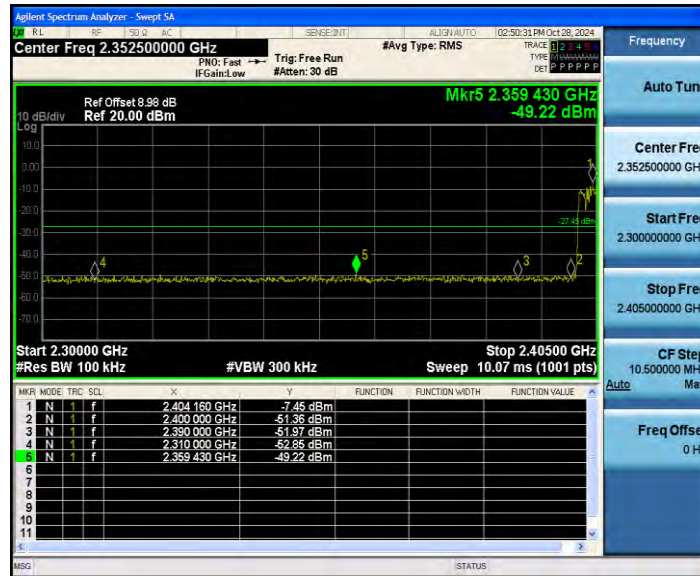 Agilent Spectrum Analyzer - Swept SA
RL RF 50 Ω AC SENSE:INT ALIGN AUTO 02:50:31 PM Oct 28, 2024
Center Freq 2.352500000 GHz #Avg Type: RMS TRACE 1 2 3 4 5 6
PNO: Fast Trig: Free Run TYPE M
IFGain:Low #Atten: 30 dB DET P P P P P P
Mkr5 2.359 430 GHz
Ref Offset 8.98 dB
10 dB/div Ref 20.00 dBm -49.22 dBm
Log
10.0
0.00
-10.0
-20.0
-27.45 dBm
-30.0
-40.0
-50.0
-60.0
-70.0
1
2
3
4
5
Start 2.30000 GHz Stop 2.40500 GHz
#Res BW 100 kHz #VBW 300 kHz Sweep 10.07 ms (1001 pts)
MKR MODE TRC SCL X Y FUNCTION FUNCTION WIDTH FUNCTION VALUE
1 N 1 f 2.404 160 GHz -7.45 dBm
2 N 1 f 2.400 000 GHz -51.36 dBm
3 N 1 f 2.390 000 GHz -51.97 dBm
4 N 1 f 2.310 000 GHz -52.85 dBm
5 N 1 f 2.359 430 GHz -49.22 dBm
6
7
8
9
10
11
MSG STATUS
Frequency
Auto Tun
Center Fre
2.352500000 GH
Start Fre
2.300000000 GH
Stop Fre
2.405000000 GH
CF Step
10.500000 MH
Auto Ma
Freq Offse
0 H